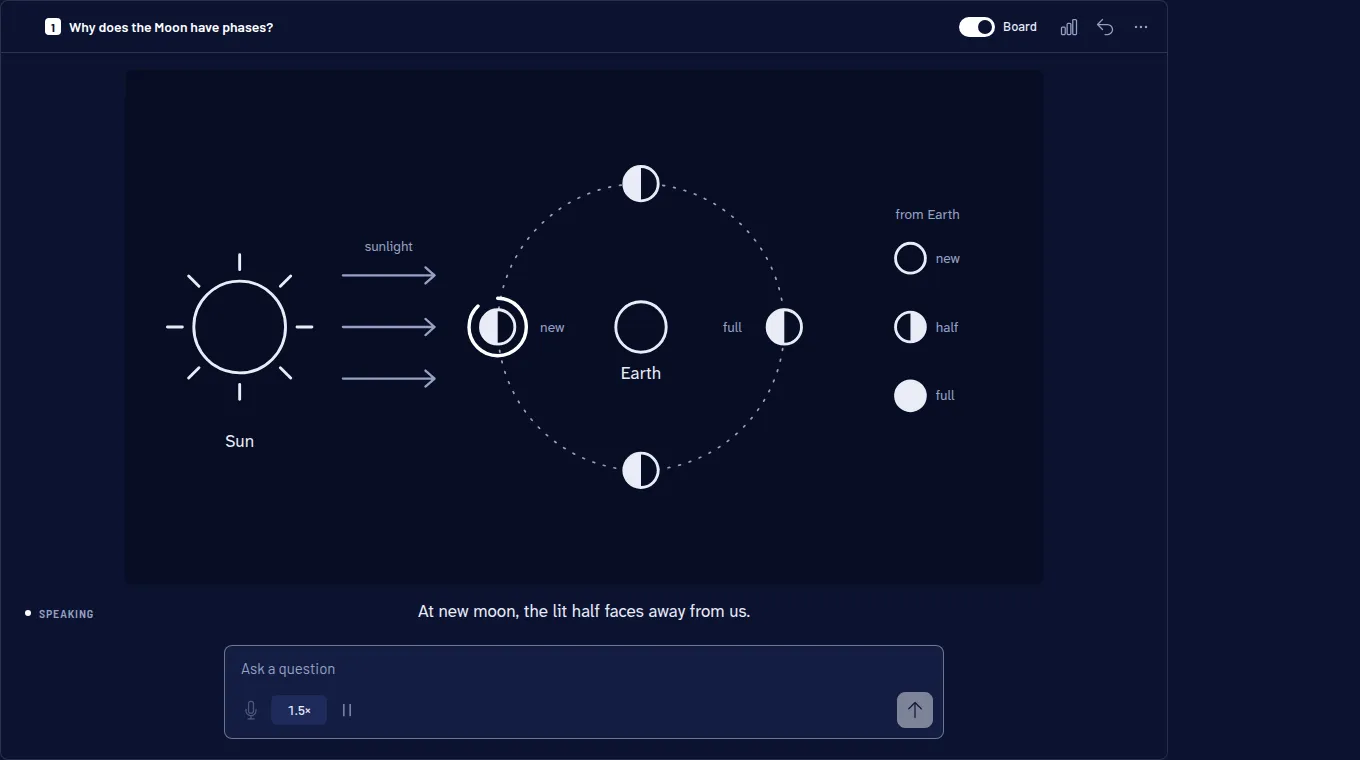 1 Why does the Moon have phases?
Board
sunlight
from Earth
new
new
full
half
Earth
full
Sun
SPEAKING
At new moon, the lit half faces away from us.
Ask a question
1.5×